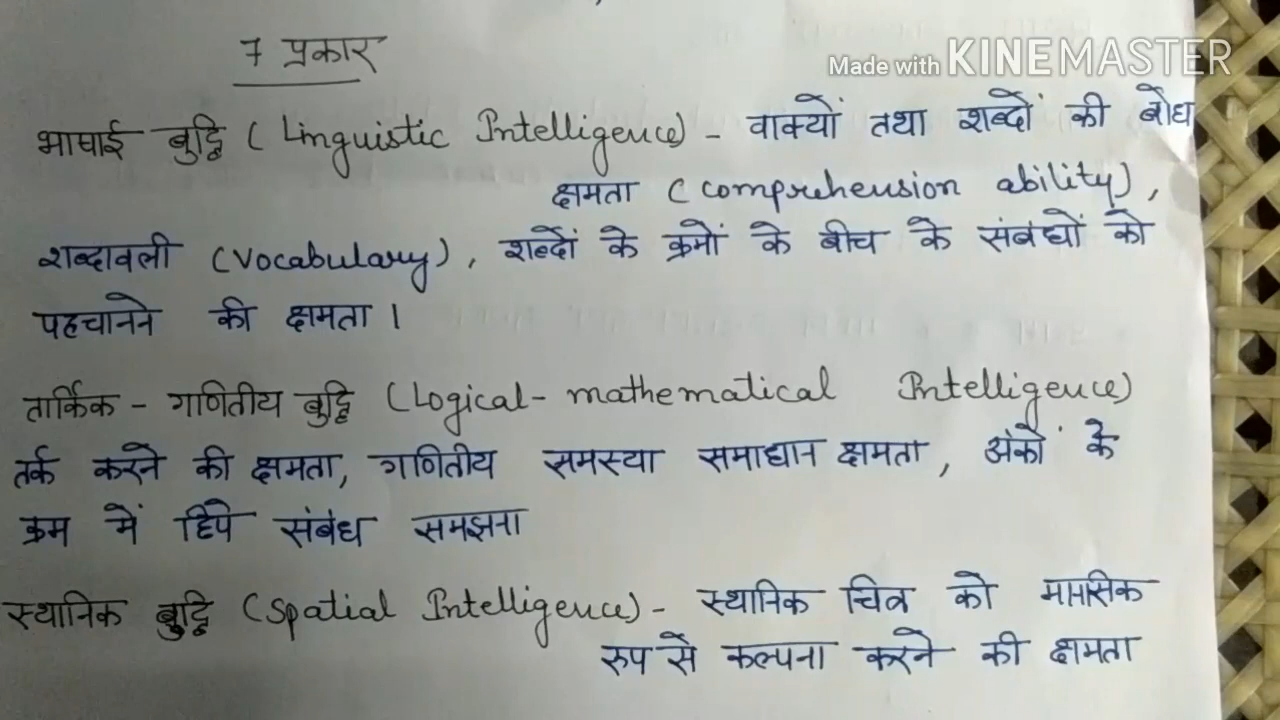 7 प्रकार
Made with KINEMASTER
भाषाई बुद्धि (Linguistic Intelligence) - वाक्यों तथा शब्दों की बोध
क्षमता (comprehension ability),
शब्दावली (vocabulary), शब्दों के क्रमों के बीच के संबंधों को
पहचानने की क्षमता।
तार्किक - गणितीय बुद्धि (Logical - mathematical Intelligence)
तर्क करने की क्षमता, गणितीय समस्या समाधान क्षमता, अंकों के
क्रम में छिपे संबंध समझना
स्थानिक बुद्धि (Spatial Intelligence) - स्थानिक चित्र को मानसिक
रुप से कल्पना करने की क्षमता